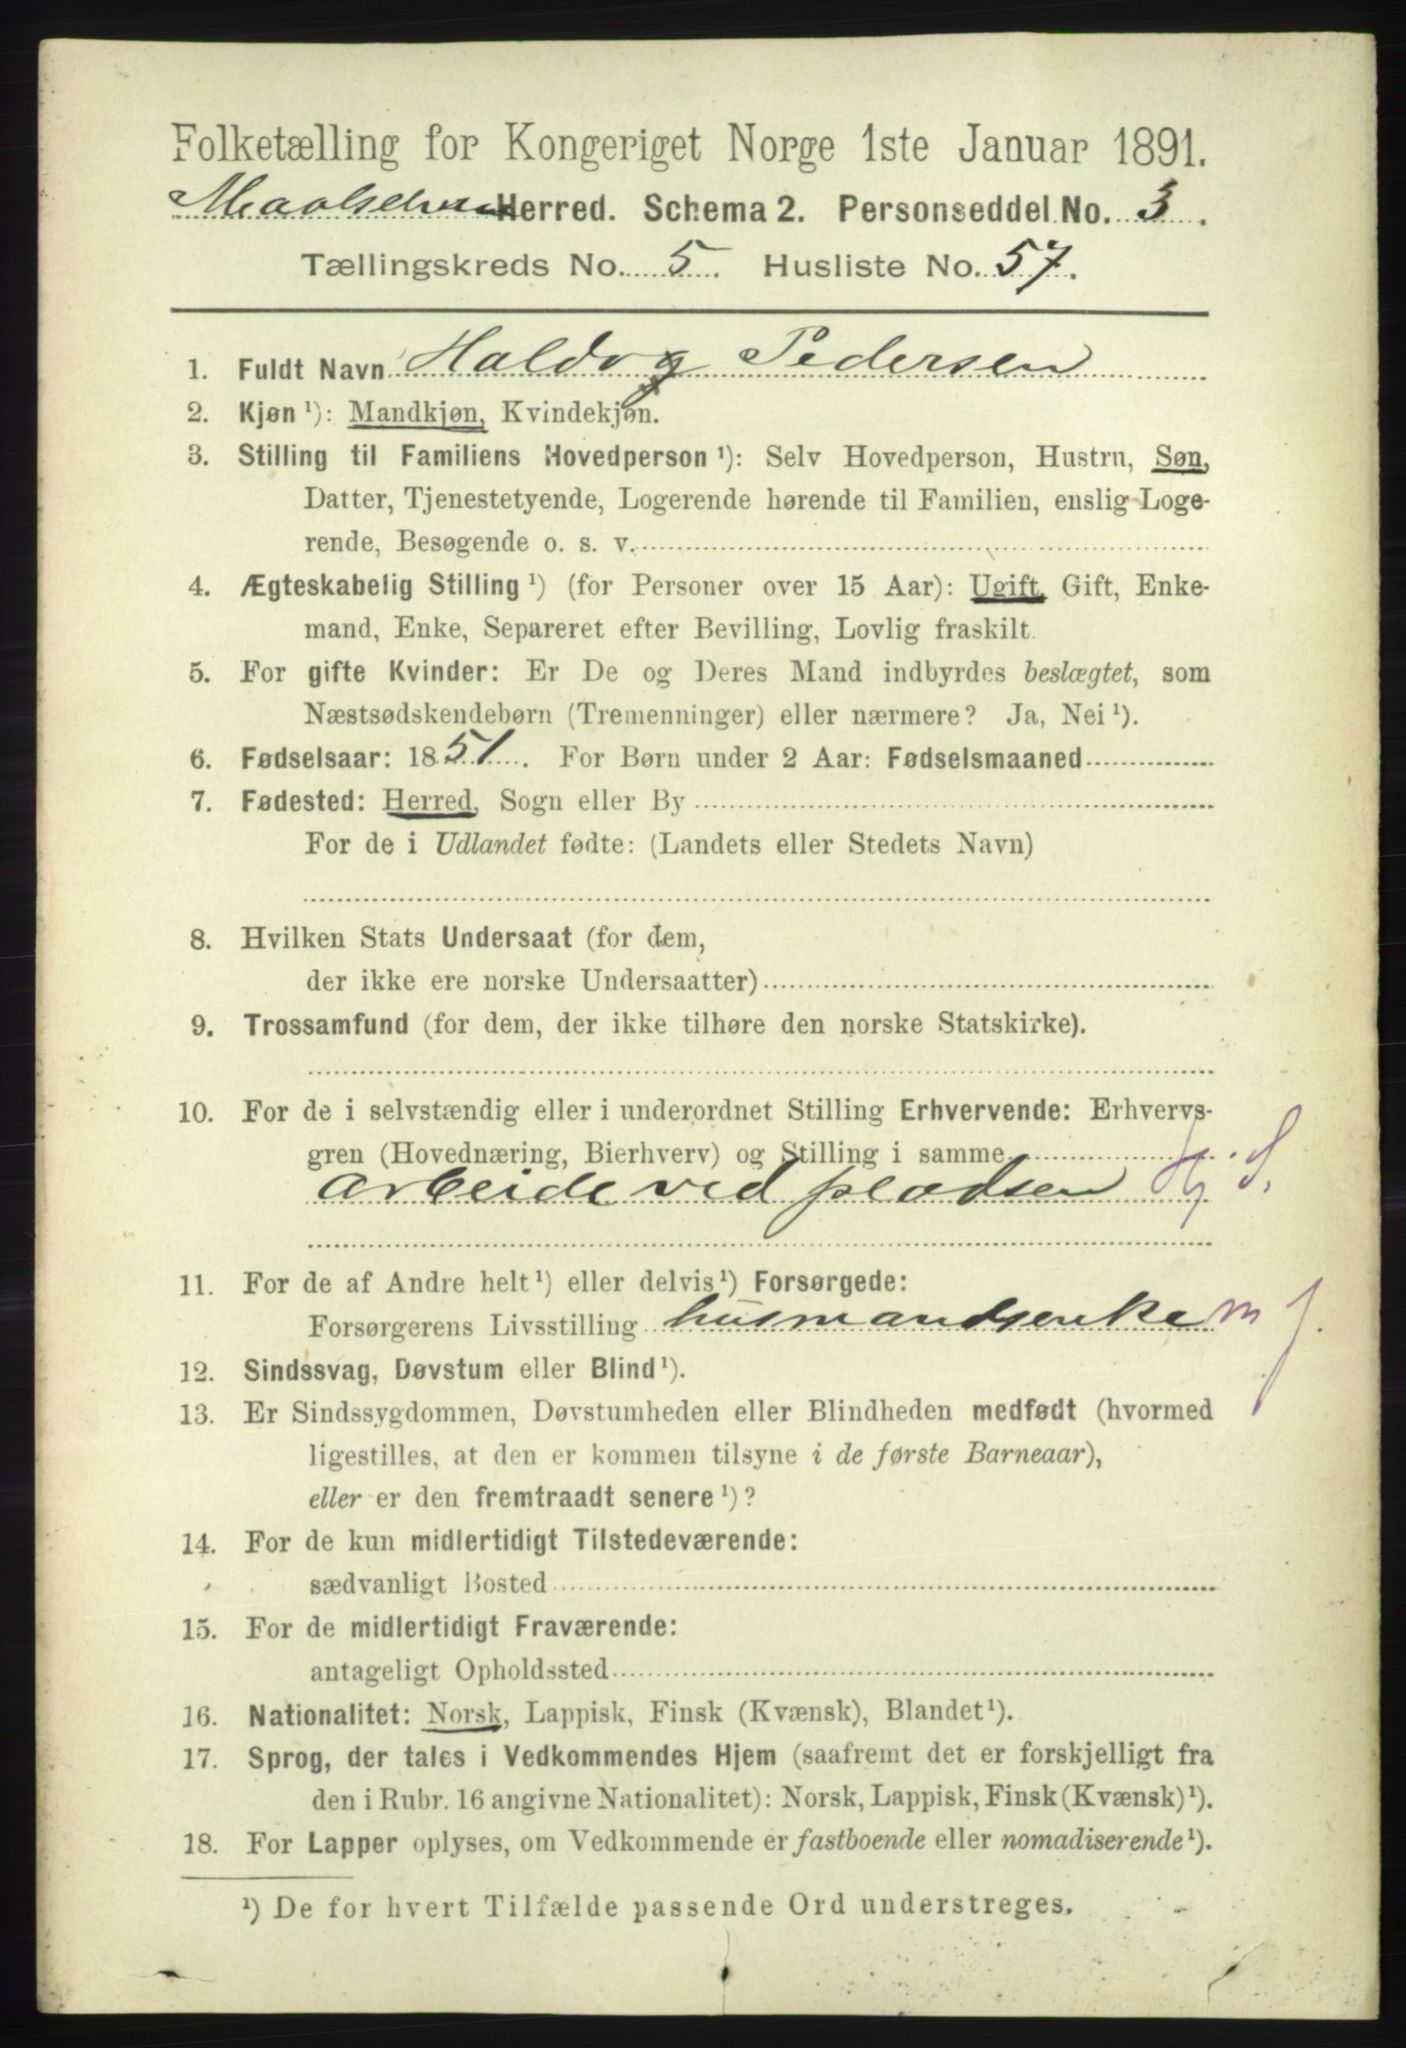 Folketælling for Kongeriget Norge 1ste Januar 1891.
Maalselven Herred. Schema 2. Personseddel No. 3.
Tællingskreds No. 5. Husliste No. 57.
1. Fuldt Navn Haldog Pedersen
2. Kjøn ¹): Mandkjøn, Kvindekjøn.
3. Stilling til Familiens Hovedperson ¹): Selv Hovedperson, Hustru, Søn,
Datter, Tjenestetyende, Logerende hørende til Familien, enslig Loge-
rende, Besøgende o. s. v.
4. Ægteskabelig Stilling ¹) (for Personer over 15 Aar): Ugift, Gift, Enke-
mand, Enke, Separeret efter Bevilling, Lovlig fraskilt.
5. For gifte Kvinder: Er De og Deres Mand indbyrdes beslægtet, som
Næstsødskendebørn (Tremenninger) eller nærmere? Ja, Nei ¹).
6. Fødselsaar: 1851. For Børn under 2 Aar: Fødselsmaaned
7. Fødested: Herred, Sogn eller By
For de i Udlandet fødte: (Landets eller Stedets Navn)
8. Hvilken Stats Undersaat (for dem,
der ikke ere norske Undersaatter)
9. Trossamfund (for dem, der ikke tilhøre den norske Statskirke).
10. For de i selvstændig eller i underordnet Stilling Erhvervende: Erhvervs-
gren (Hovednæring, Bierhverv) og Stilling i samme
arbeide ved pladsen Hj. S.
11. For de af Andre helt ¹) eller delvis ¹) Forsørgede:
Forsørgerens Livsstilling husmandsenke m j.
12. Sindssvag, Døvstum eller Blind ¹).
13. Er Sindssygdommen, Døvstumheden eller Blindheden medfødt (hvormed
ligestilles, at den er kommen tilsyne i de første Barneaar),
eller er den fremtraadt senere ¹)?
14. For de kun midlertidigt Tilstedeværende:
sædvanligt Bosted
15. For de midlertidigt Fraværende:
antageligt Opholdssted
16. Nationalitet: Norsk, Lappisk, Finsk (Kvænsk), Blandet ¹).
17. Sprog, der tales i Vedkommendes Hjem (saafremt det er forskjelligt fra
den i Rubr. 16 angivne Nationalitet): Norsk, Lappisk, Finsk (Kvænsk) ¹).
18. For Lapper oplyses, om Vedkommende er fastboende eller nomadiserende ¹).
¹) De for hvert Tilfælde passende Ord understreges.